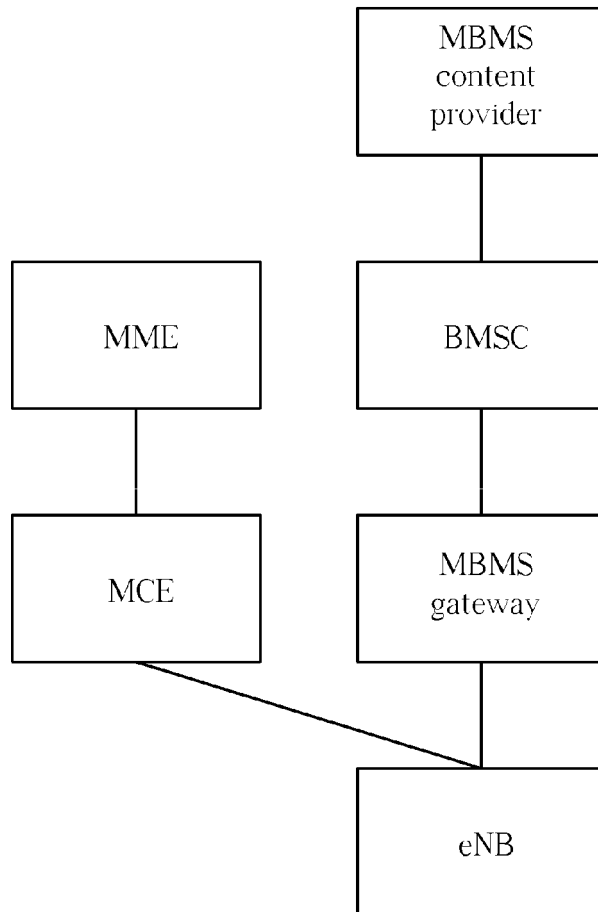 MBMS
content
provider
MME
BMSC
MCE
MBMS
gateway
eNB